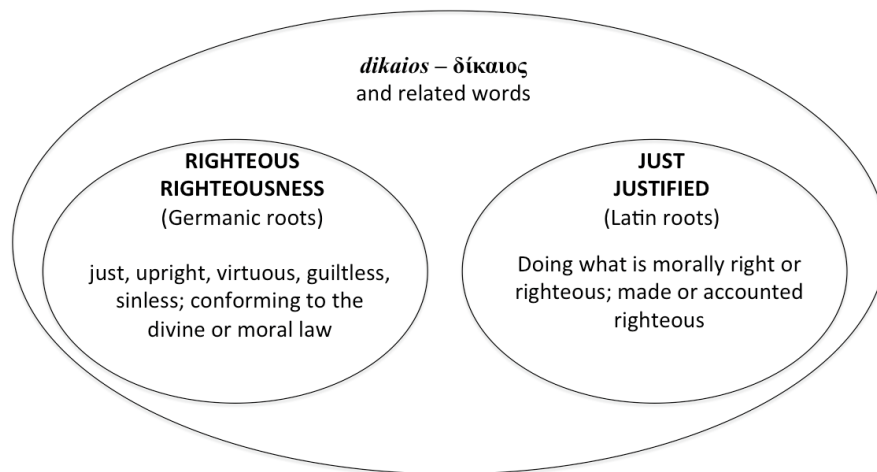 dikaios – δίκαιος
and related words
RIGHTEOUS
RIGHTEOUSNESS
(Germanic roots)
just, upright, virtuous, guiltless,
sinless; conforming to the
divine or moral law
JUST
JUSTIFIED
(Latin roots)
Doing what is morally right or
righteous; made or accounted
righteous